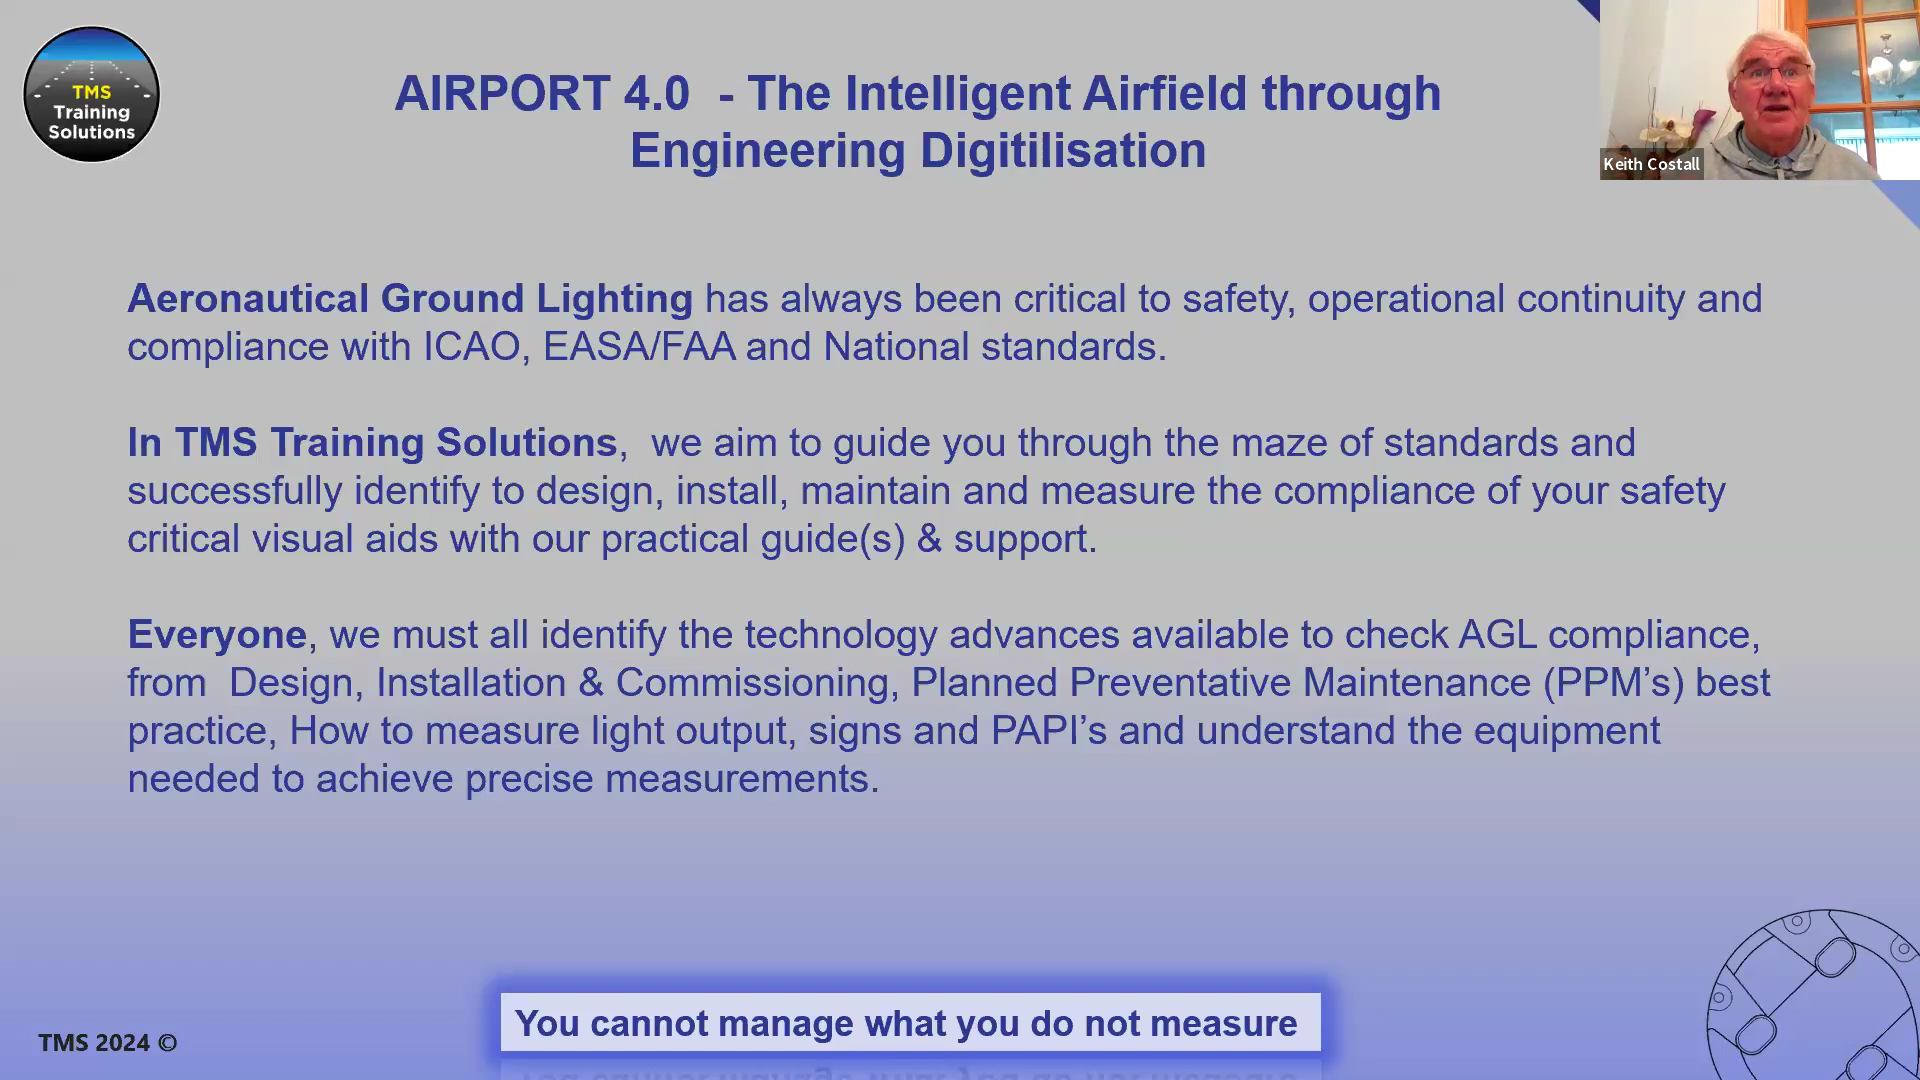 TMS
Training
Solutions
AIRPORT 4.0  - The Intelligent Airfield through
Engineering Digitilisation
Keith Costall
Aeronautical Ground Lighting has always been critical to safety, operational continuity and
compliance with ICAO, EASA/FAA and National standards.
In TMS Training Solutions,  we aim to guide you through the maze of standards and
successfully identify to design, install, maintain and measure the compliance of your safety
critical visual aids with our practical guide(s) & support.
Everyone, we must all identify the technology advances available to check AGL compliance,
from  Design, Installation & Commissioning, Planned Preventative Maintenance (PPM’s) best
practice, How to measure light output, signs and PAPI’s and understand the equipment
needed to achieve precise measurements.
You cannot manage what you do not measure
TMS 2024 ©